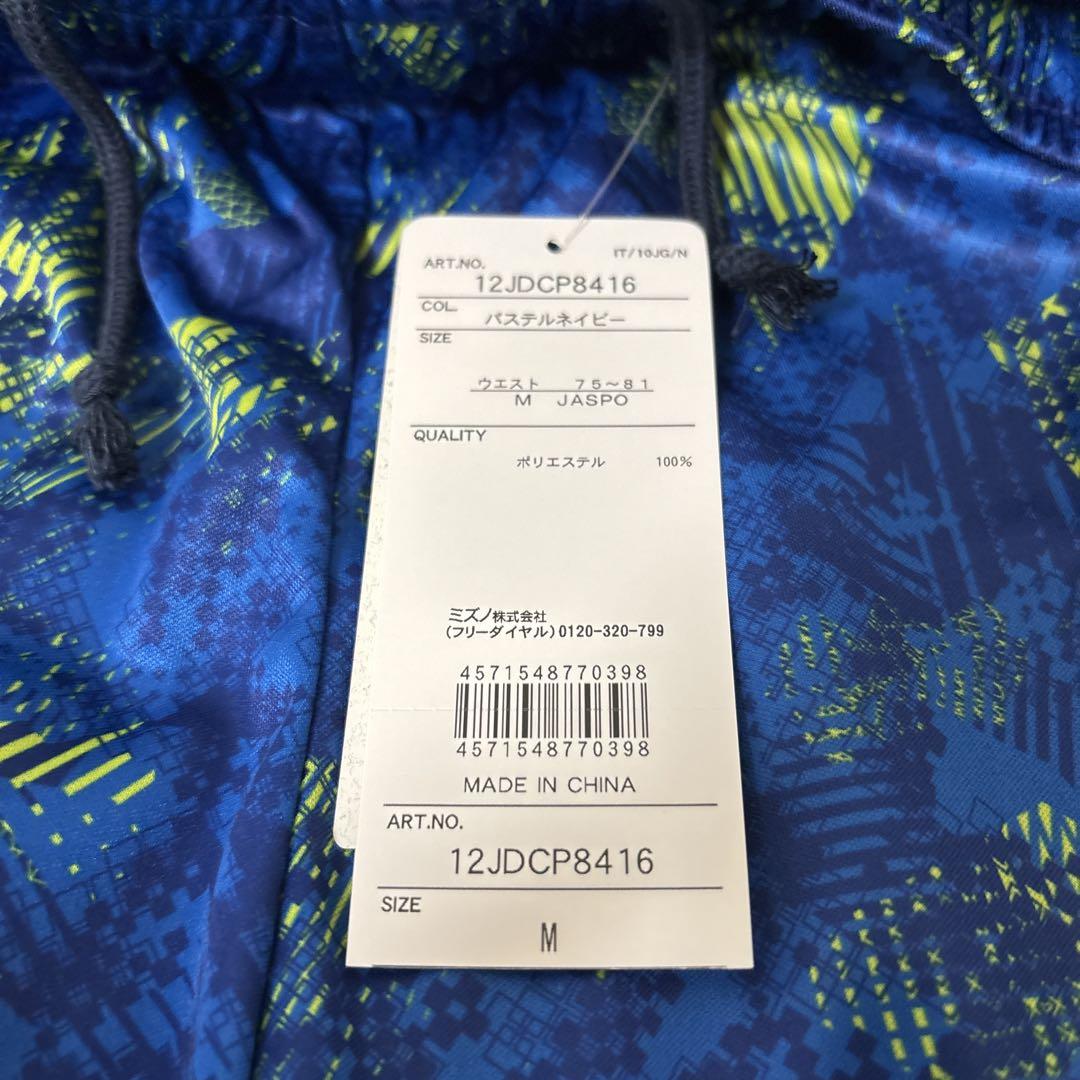 IT/10JG/N
ART.NO.
12JDCP8416
COL.
パステルネイビー
SIZE
ウエスト 75～81
M JASPO
QUALITY
ポリエステル 100%
ミズノ株式会社
(フリーダイヤル)0120-320-799
4571548770398
4571548770398
MADE IN CHINA
ART.NO.
12JDCP8416
SIZE
M